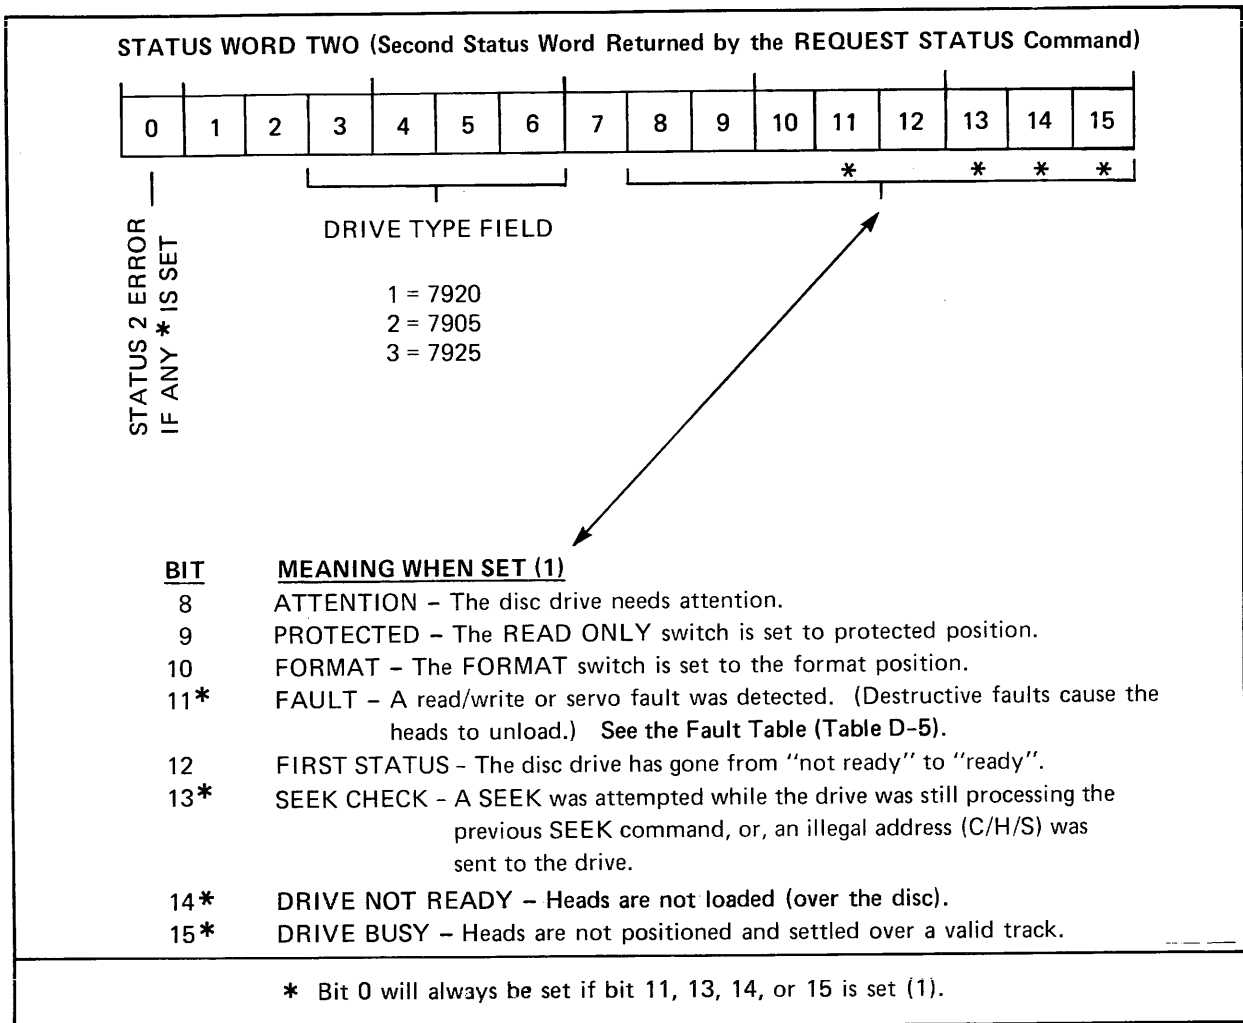 STATUS WORD TWO (Second Status Word Returned by the REQUEST STATUS Command)
0 1 2 3 4 5 6 7 8 9 10 11 12 13 14 15
* * * *
STATUS 2 ERROR
IF ANY * IS SET
DRIVE TYPE FIELD
1 = 7920
2 = 7905
3 = 7925
BIT MEANING WHEN SET (1)
8 ATTENTION – The disc drive needs attention.
9 PROTECTED – The READ ONLY switch is set to protected position.
10 FORMAT – The FORMAT switch is set to the format position.
11* FAULT – A read/write or servo fault was detected. (Destructive faults cause the
heads to unload.) See the Fault Table (Table D-5).
12 FIRST STATUS - The disc drive has gone from "not ready" to "ready".
13* SEEK CHECK - A SEEK was attempted while the drive was still processing the
previous SEEK command, or, an illegal address (C/H/S) was
sent to the drive.
14* DRIVE NOT READY – Heads are not loaded (over the disc).
15* DRIVE BUSY – Heads are not positioned and settled over a valid track.
* Bit 0 will always be set if bit 11, 13, 14, or 15 is set (1).